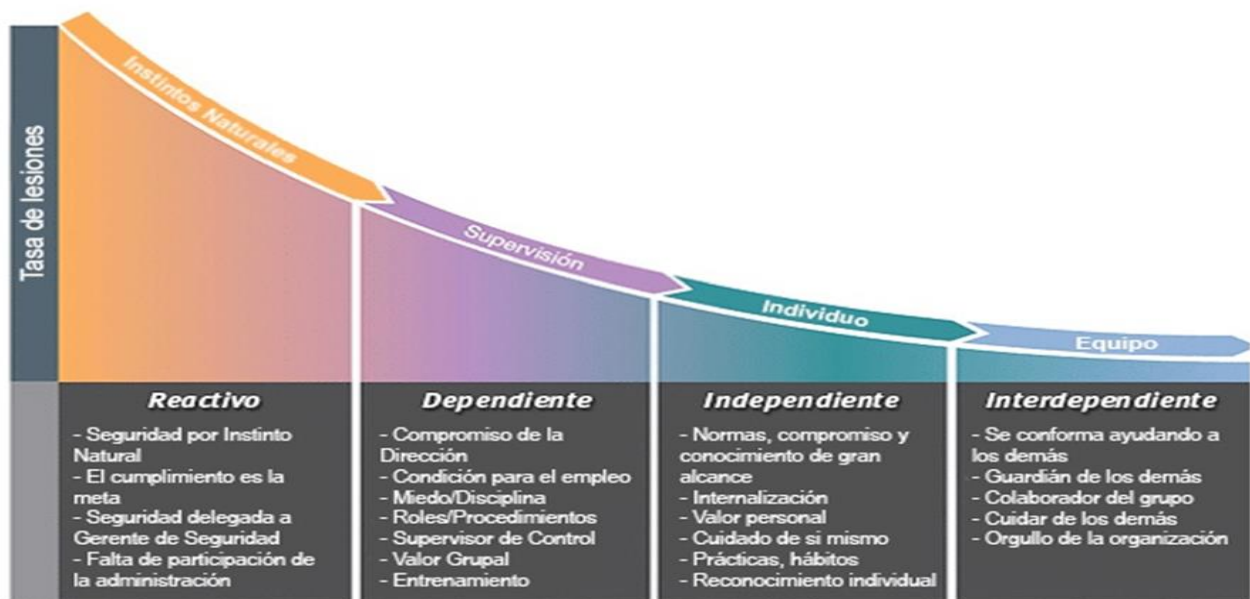 Tasa de lesiones
Instintos Naturales
Supervisión
Individuo
Equipo
Reactivo
- Seguridad por Instinto
Natural
- El cumplimiento es la
meta
- Seguridad delegada a
Gerente de Seguridad
- Falta de participación de
la administración
Dependiente
- Compromiso de la
Dirección
- Condición para el empleo
- Miedo/Disciplina
- Roles/Procedimientos
- Supervisor de Control
- Valor Grupal
- Entrenamiento
Independiente
- Normas, compromiso y
conocimiento de gran
alcance
- Internalización
- Valor personal
- Cuidado de si mismo
- Prácticas, hábitos
- Reconocimiento individual
Interdependiente
- Se conforma ayudando a
los demás
- Guardián de los demás
- Colaborador del grupo
- Cuidar de los demás
- Orgullo de la organización